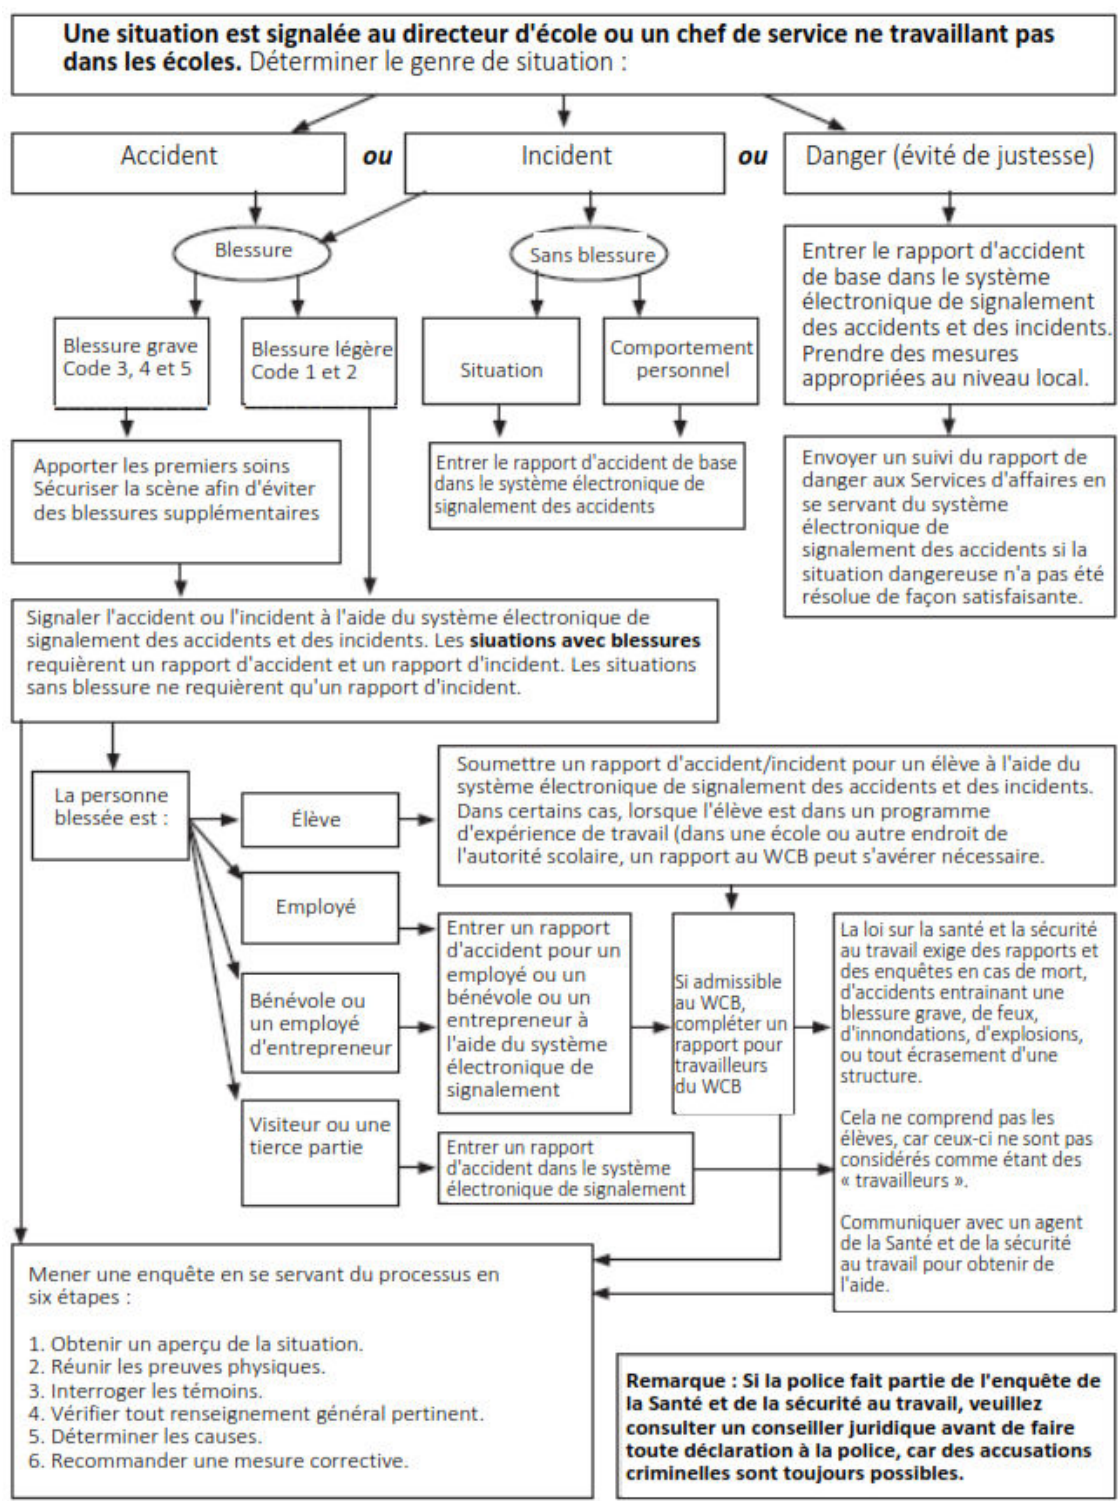 Une situation est signalée au directeur d'école ou un chef de service ne travaillant pas
dans les écoles. Déterminer le genre de situation :
Accident
ou
Incident
ou
Danger (évité de justesse)
Blessure
Sans blessure
Entrer le rapport d'accident
de base dans le système
électronique de signalement
des accidents et des incidents.
Prendre des mesures
appropriées au niveau local.
Blessure grave
Code 3, 4 et 5
Blessure légère
Code 1 et 2
Situation
Comportement
personnel
Apporter les premiers soins
Sécuriser la scène afin d'éviter
des blessures supplémentaires
Entrer le rapport d'accident de base
dans le système électronique de
signalement des accidents
Envoyer un suivi du rapport de
danger aux Services d'affaires en
se servant du système
électronique de
signalement des accidents si la
situation dangereuse n'a pas été
résolue de façon satisfaisante.
Signaler l'accident ou l'incident à l'aide du système électronique de
signalement des accidents et des incidents. Les siuations avec blessures
requièrent un rapport d'accident et un rapport d'incident. Les situations
sans blessure ne requièrent qu'un rapport d'incident.
La personne
blessée est :
Élève
Soumettre un rapport d'accident/incident pour un élève à l'aide du
système électronique de signalement des accidents et des incidents.
Dans certains cas, lorsque l'élève est dans un programme
d'expérience de travail (dans une école ou autre endroit de
l'autorité scolaire, un rapport au WCB peut s'avérer nécessaire.
Employé
Bénévole ou
un employé
d'entrepreneur
Entrer un rapport
d'accident pour un
employé ou un
bénévole ou un
entrepreneur à
l'aide du système
électronique de
signalement
Si admissible
au WCB,
compléter un
rapport pour
travailleurs
du WCB
La loi sur la santé et la sécurité
au travail exige des rapports et
des enquêtes en cas de mort,
d'accidents entrainant une
blessure grave, de feux,
d'innondations, d'explosions,
ou tout écrasement d'une
structure.
Cela ne comprend pas les
élèves, car ceux-ci ne sont pas
considérés comme étant des
« travailleurs ».
Communiquer avec un agent
de la Santé et de la sécurité
au travail pour obtenir de
l'aide.
Visiteur ou une
tierce partie
Entrer un rapport
d'accident dans le système
électronique de signalement
Mener une enquête en se servant du processus en
six étapes :
1. Obtenir un aperçu de la situation.
2. Réunir les preuves physiques.
3. Interroger les témoins.
4. Vérifier tout renseignement général pertinent.
5. Déterminer les causes.
6. Recommander une mesure corrective.
Remarque : Si la police fait partie de l'enquête de
la Santé et de la sécurité au travail, veuillez
consulter un conseiller juridique avant de faire
toute déclaration à la police, car des accusations
criminelles sont toujours possibles.